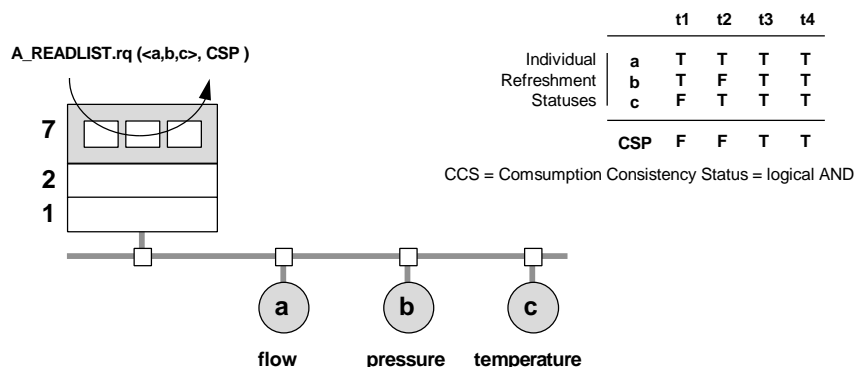 t1 t2 t3 t4
A_READLIST.rq (<a,b,c>, CSP )
Individual a T T T T
Refreshment b T F T T
Statuses c F T T T
CSP F F T T
CCS = Comsumption Consistency Status = logical AND
7
2
1
a b c
flow pressure temperature